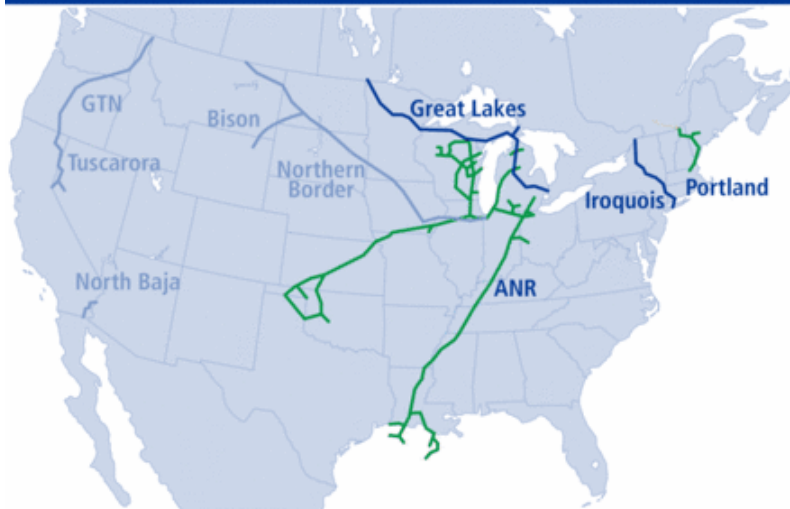 Great Lakes
GTN
Bison
Tuscarora
Northern
Border
Portland
Iroquois
North Baja
ANR